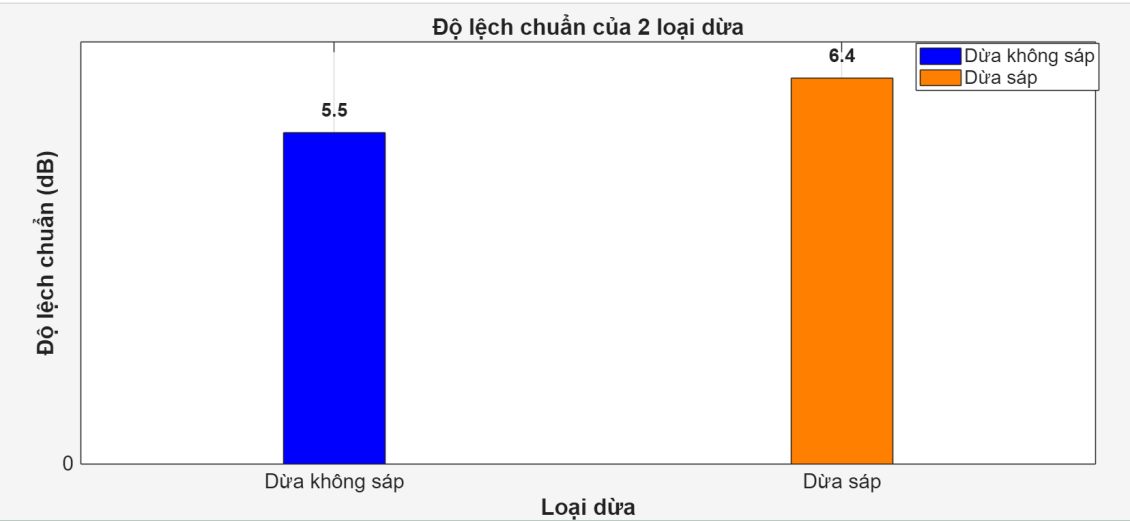 Độ lệch chuẩn của 2 loại dừa
Dừa không sáp
Dừa sáp
5.5
6.4
Độ lệch chuẩn (dB)
0
Dừa không sáp
Dừa sáp
Loại dừa